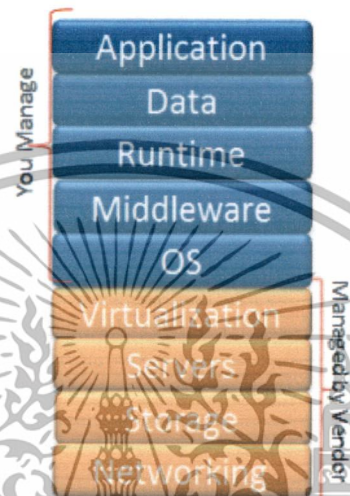 You Manage
Application
Data
Runtime
Middleware
OS
Virtualization
Servers
Storage
Networking
Managed by Vendor